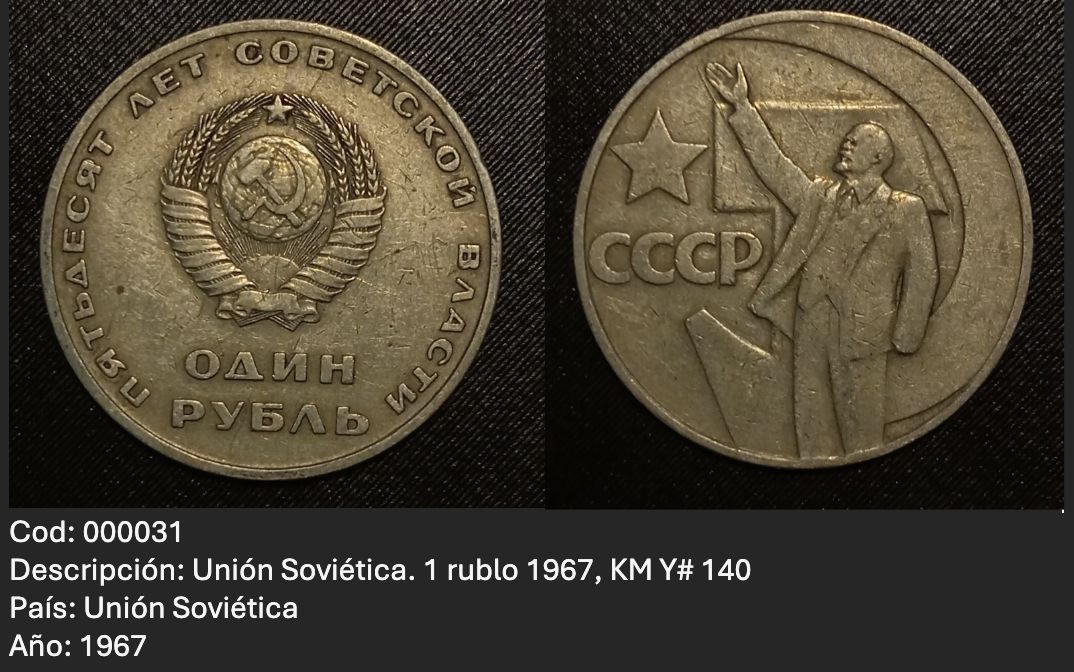 ПЯТЬДЕСЯТ ЛЕТ СОВЕТСКОЙ ВЛАСТИ
ОДИН
РУБЛЬ
СССР
Cod: 000031
Descripción: Unión Soviética. 1 rublo 1967, KM Y# 140
País: Unión Soviética
Año: 1967